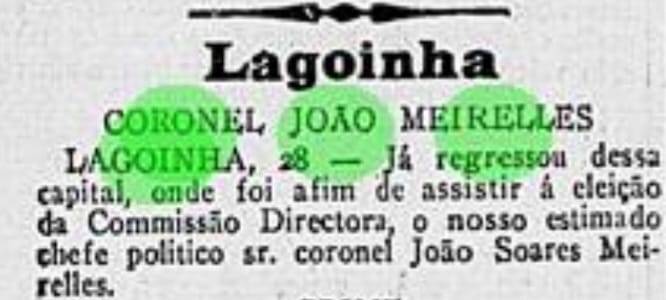 Lagoinha
CORONEL JOÃO MEIRELLES
LAGOINHA, 28 — Já regressou dessa
capital, onde foi afim de assistir á eleição
da Commissão Directora, o nosso estimado
chefe politico sr. coronel João Soares Mei-
relles.